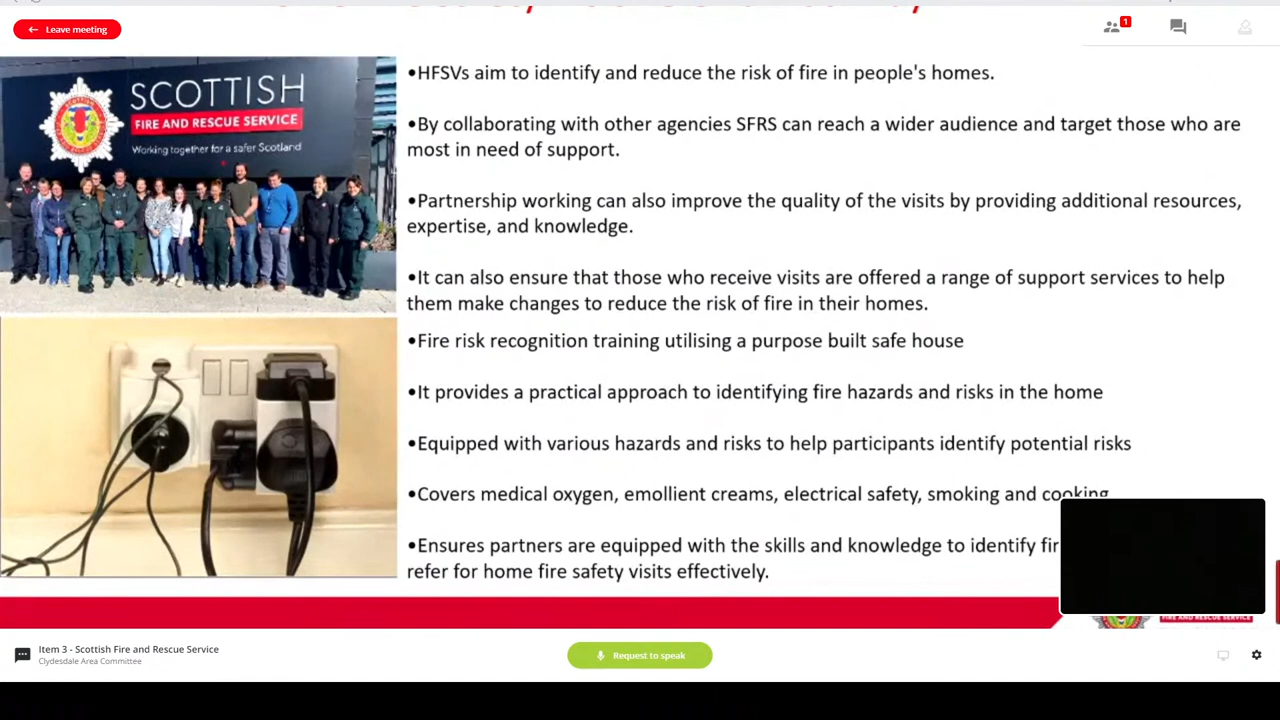 Leave meeting
1
SCOTTISH
FIRE AND RESCUE SERVICE
Working together for a safer Scotland
•HFSVs aim to identify and reduce the risk of fire in people's homes.
•By collaborating with other agencies SFRS can reach a wider audience and target those who are
most in need of support.
•Partnership working can also improve the quality of the visits by providing additional resources,
expertise, and knowledge.
•It can also ensure that those who receive visits are offered a range of support services to help
them make changes to reduce the risk of fire in their homes.
•Fire risk recognition training utilising a purpose built safe house
•It provides a practical approach to identifying fire hazards and risks in the home
•Equipped with various hazards and risks to help participants identify potential risks
•Covers medical oxygen, emollient creams, electrical safety, smoking and cooking
•Ensures partners are equipped with the skills and knowledge to identify
refer for home fire safety visits effectively.
FIRE AND RESCUE SERVICE
Item 3 - Scottish Fire and Rescue Service
Clydesdale Area Committee
Request to speak